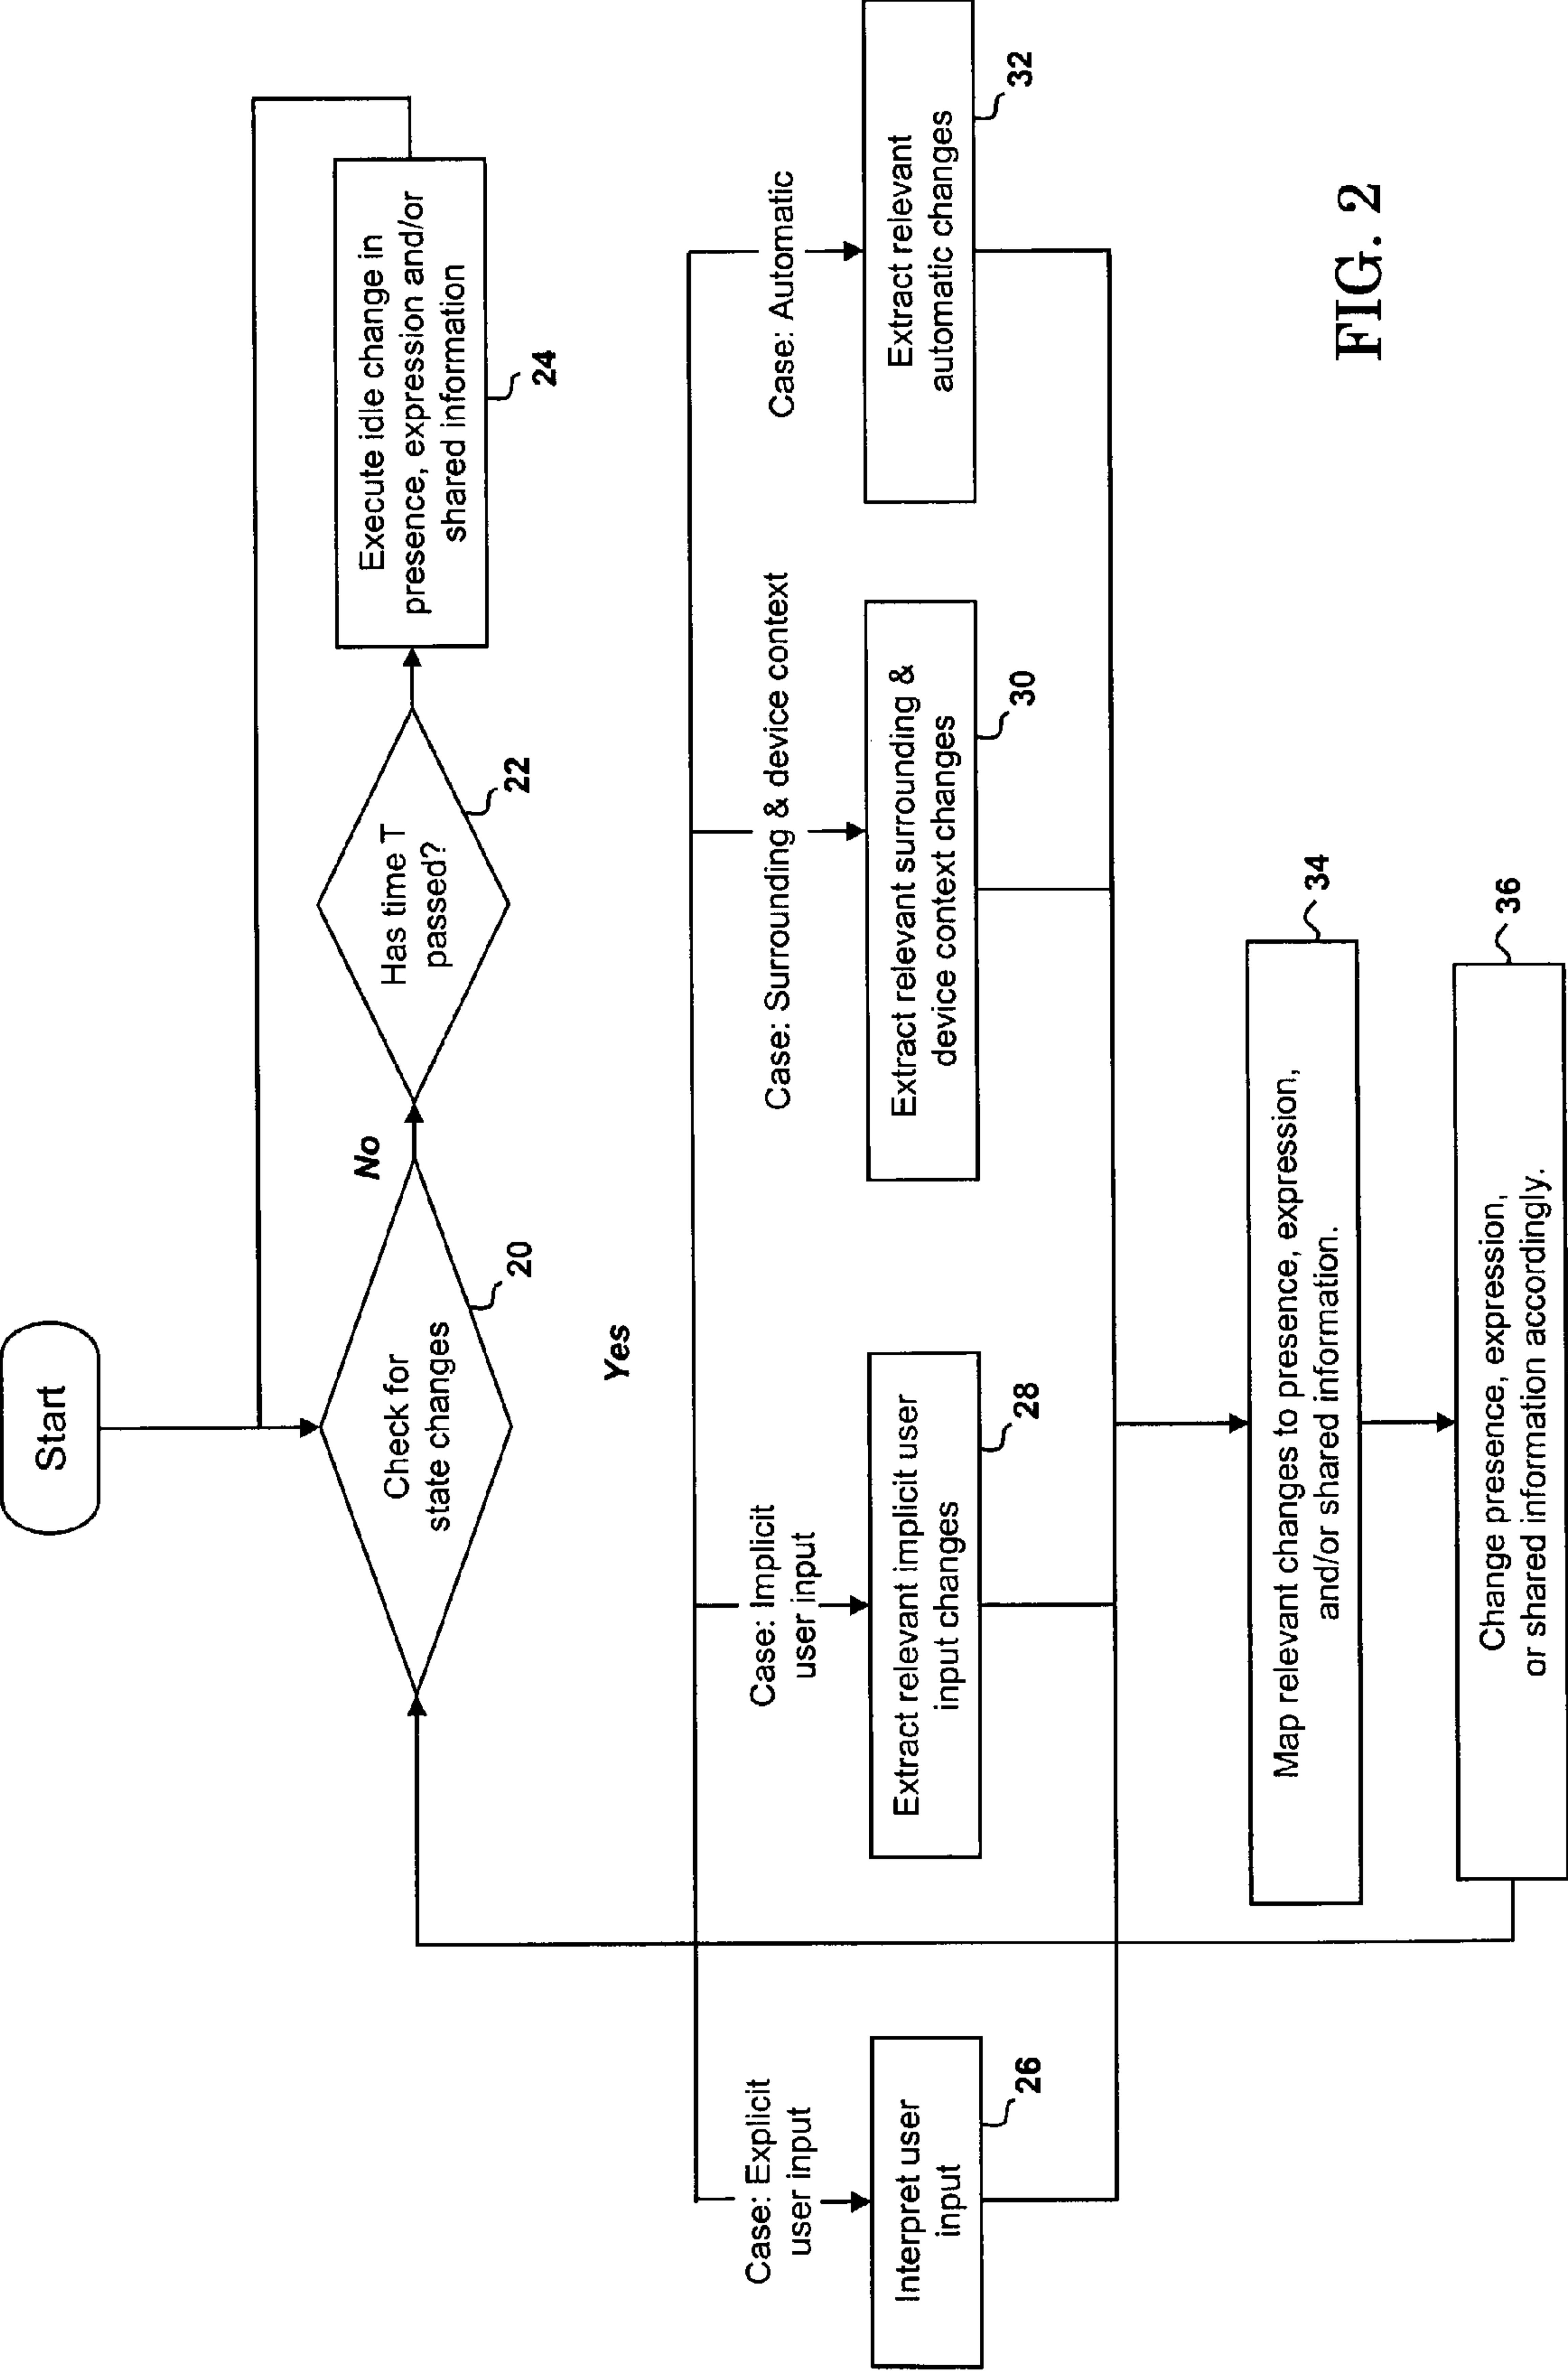 Start
Check for
state changes
20
No
Has time T
passed?
22
Execute idle change in
presence, expression and/or
shared information
24
Yes
Case: Explicit
user input
Interpret user
input
26
Case: Implicit
user input
Extract relevant implicit user
input changes
28
Case: Surrounding & device context
Extract relevant surrounding &
device context changes
30
Case: Automatic
Extract relevant
automatic changes
32
Map relevant changes to presence, expression,
and/or shared information.
34
Change presence, expression,
or shared information accordingly.
36
FIG. 2